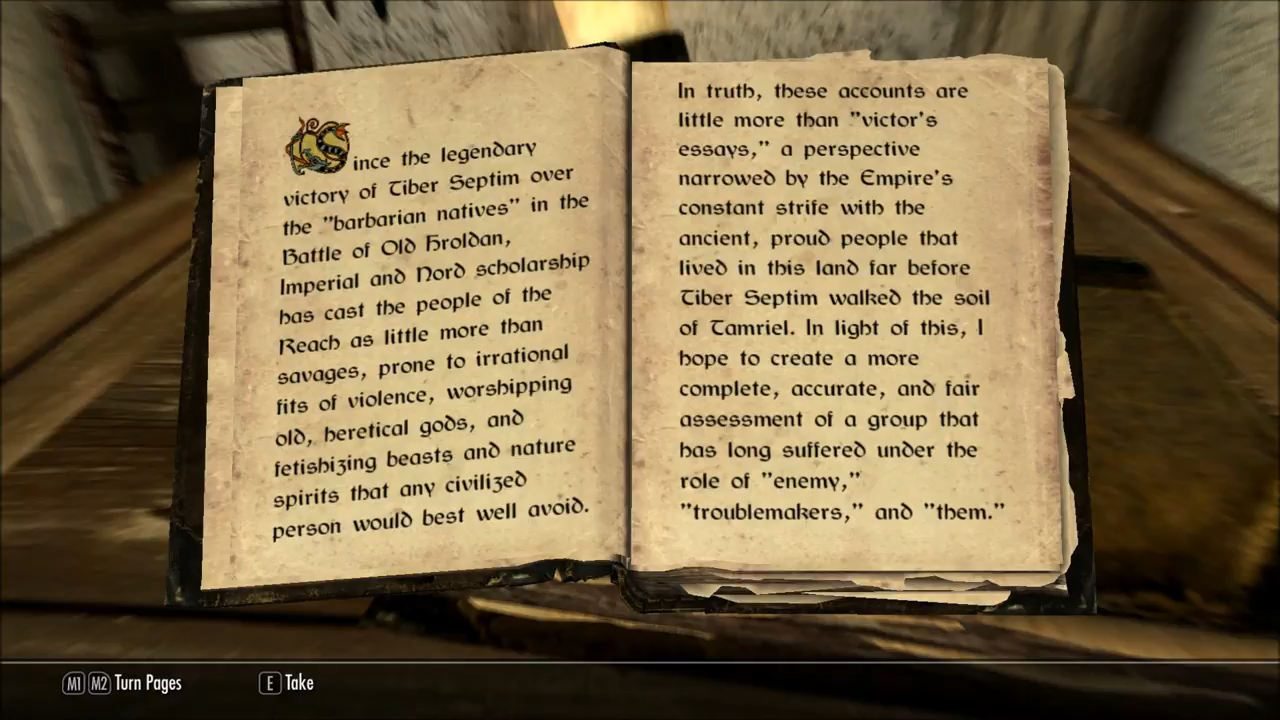 Since the legendary
victory of Tiber Septim over
the "barbarian natives" in the
Battle of Old Hroldan,
Imperial and Nord scholarship
has cast the people of the
Reach as little more than
savages, prone to irrational
fits of violence, worshipping
old, heretical gods, and
fetishizing beasts and nature
spirits that any civilized
person would best well avoid.
In truth, these accounts are
little more than "victor's
essays," a perspective
narrowed by the Empire's
constant strife with the
ancient, proud people that
lived in this land far before
Tiber Septim walked the soil
of Tamriel. In light of this, I
hope to create a more
complete, accurate, and fair
assessment of a group that
has long suffered under the
role of "enemy,"
"troublemakers," and "them."
M1 M2 Turn Pages
E Take